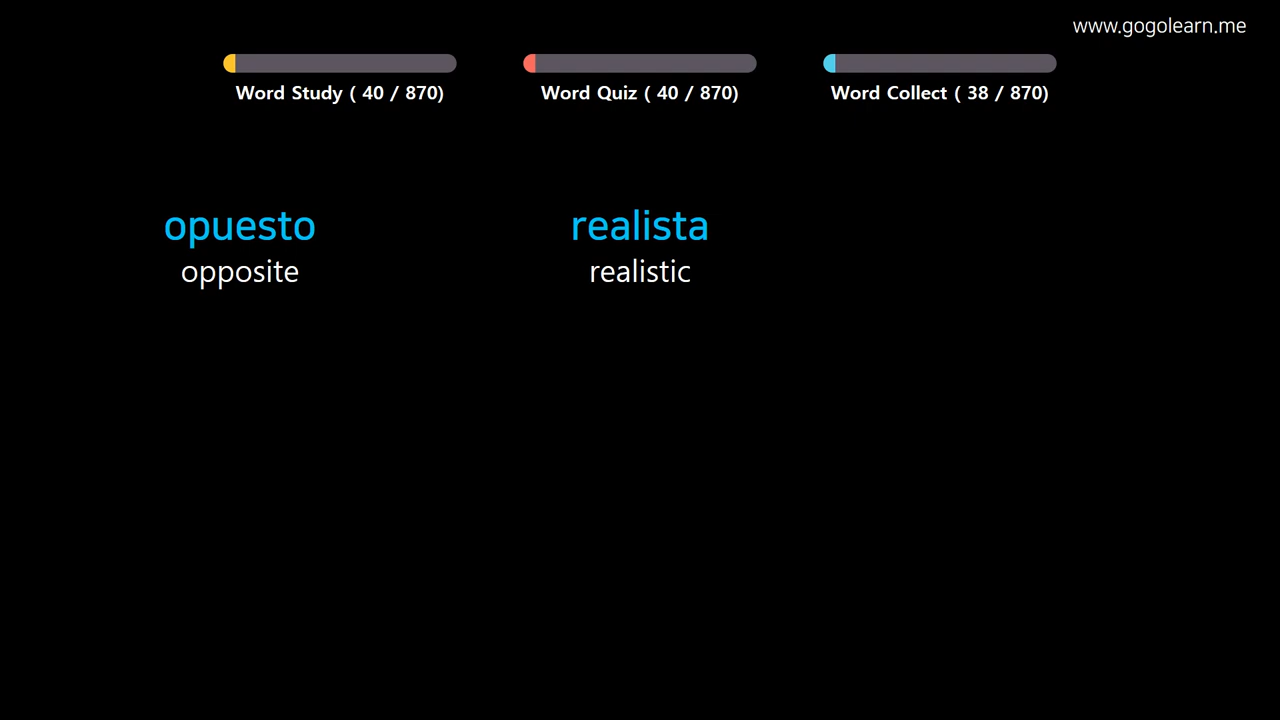 www.gogolearn.me
Word Study ( 40 / 870)
Word Quiz ( 40 / 870)
Word Collect ( 38 / 870)
opuesto
opposite
realista
realistic